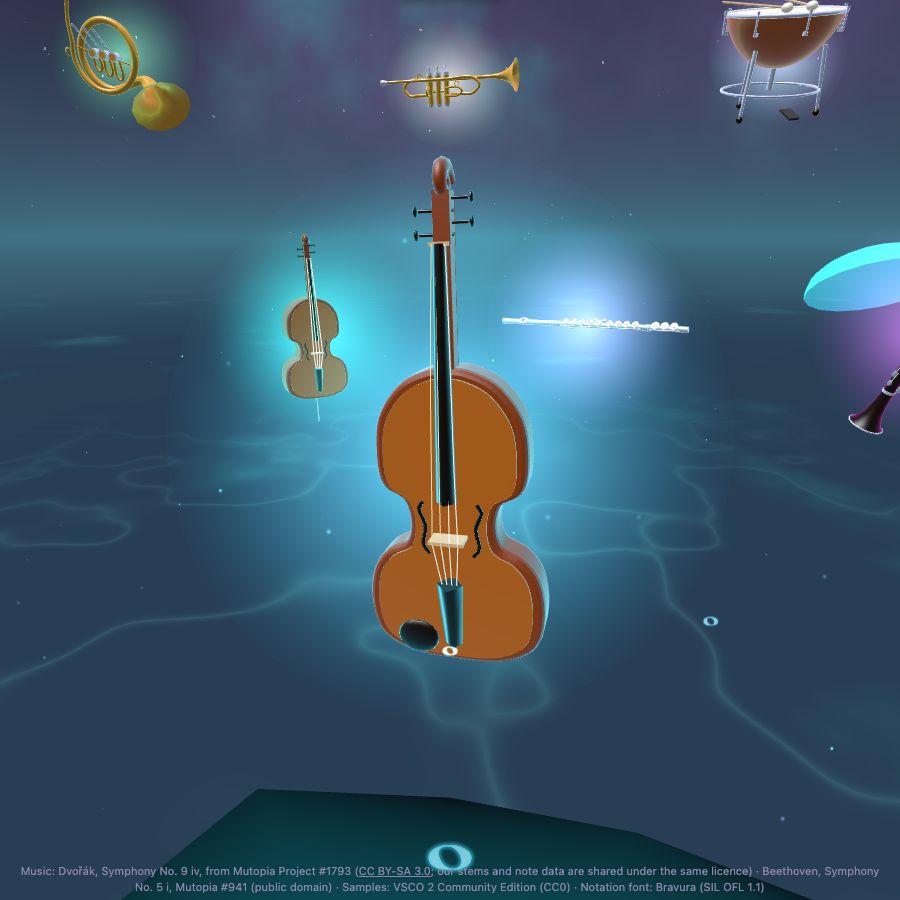 Music: Dvořák, Symphony No. 9 iv, from Mutopia Project #1793 (CC BY-SA 3.0; our stems and note data are shared under the same licence) · Beethoven, Symphony
No. 5 i, Mutopia #941 (public domain) · Samples: VSCO 2 Community Edition (CC0) · Notation font: Bravura (SIL OFL 1.1)